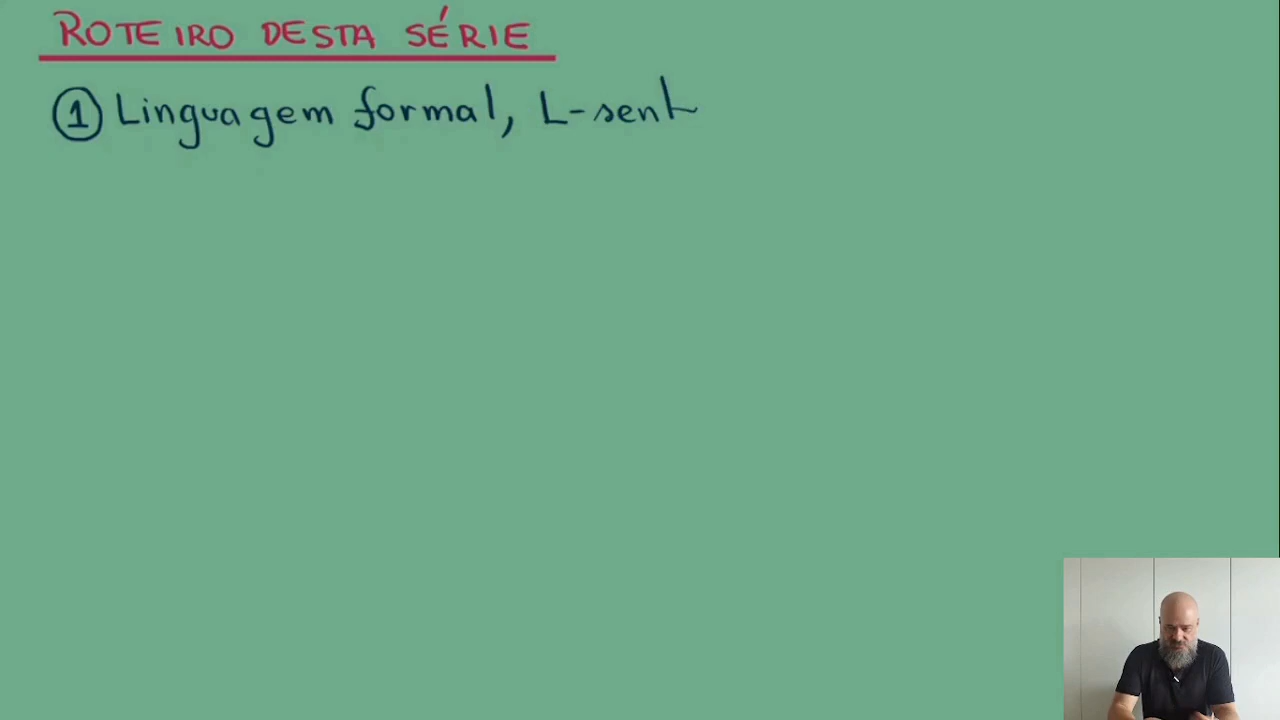 ROTEIRO DESTA SÉRIE
① Linguagem formal, L-sent